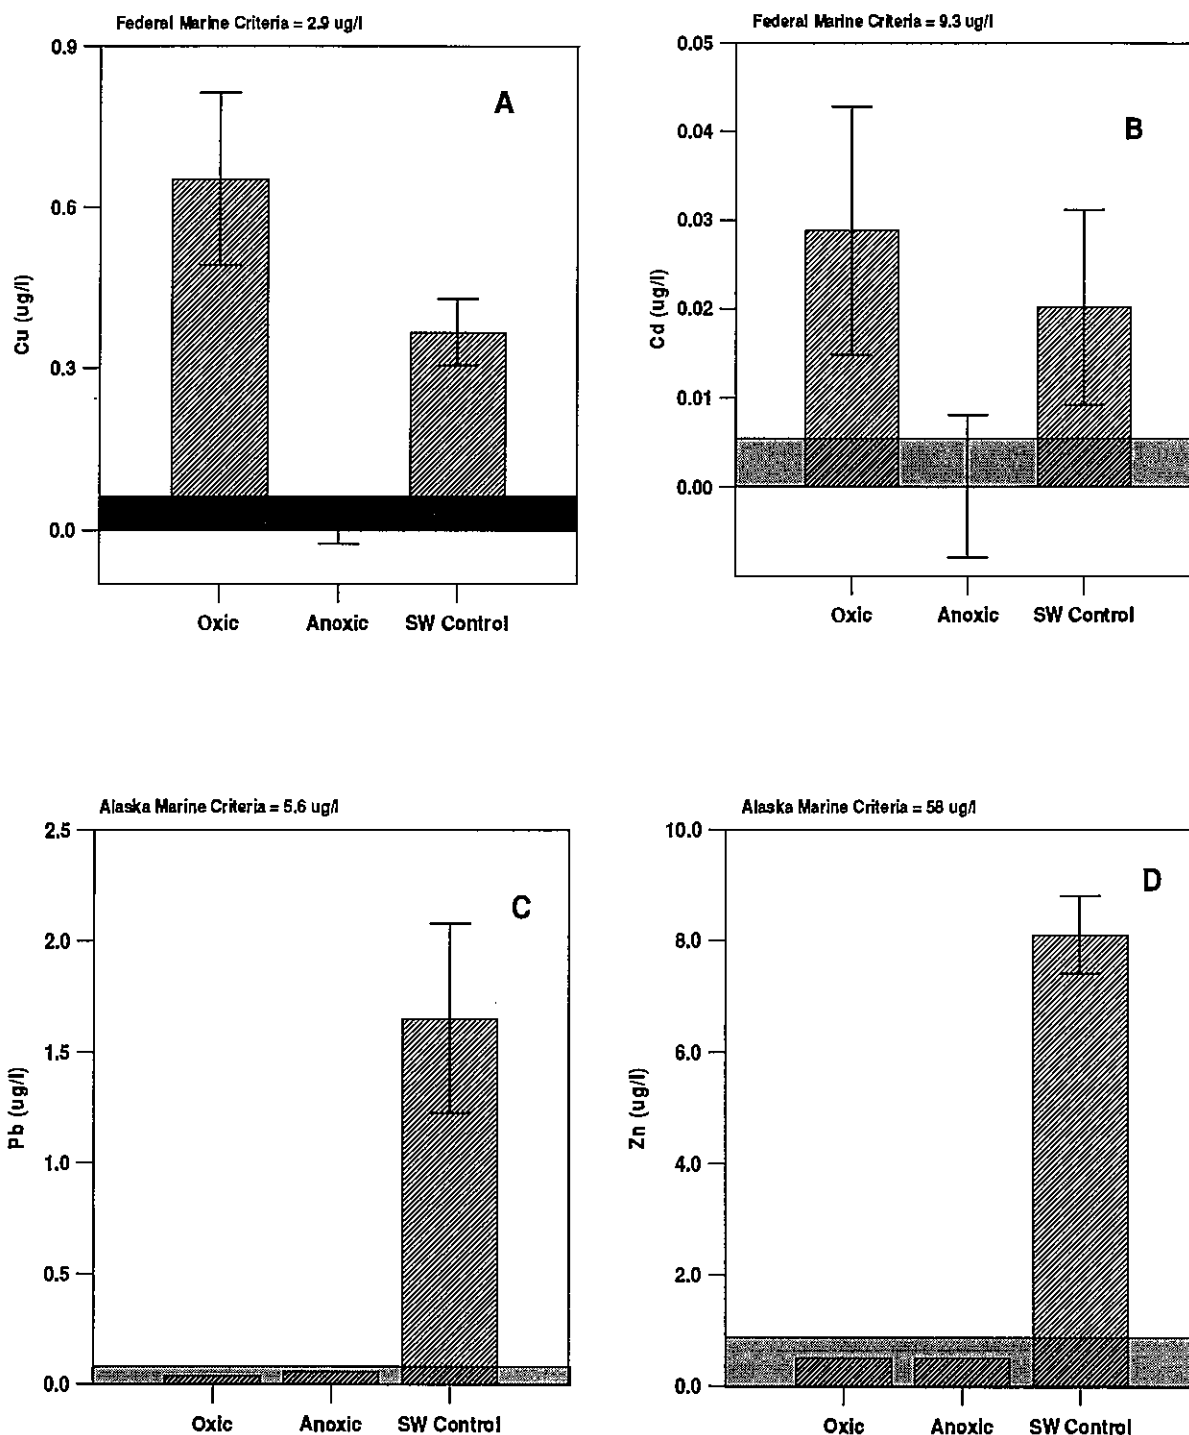 Federal Marine Criteria = 2.9 ug/l
0.9
0.6
0.3
0.0
Cu (ug/l)
A
Oxic Anoxic SW Control
Federal Marine Criteria = 9.3 ug/l
0.05
0.04
0.03
0.02
0.01
0.00
Cd (ug/l)
B
Oxic Anoxic SW Control
Alaska Marine Criteria = 5.6 ug/l
2.5
2.0
1.5
1.0
0.5
0.0
Pb (ug/l)
C
Oxic Anoxic SW Control
Alaska Marine Criteria = 58 ug/l
10.0
8.0
6.0
4.0
2.0
0.0
Zn (ug/l)
D
Oxic Anoxic SW Control